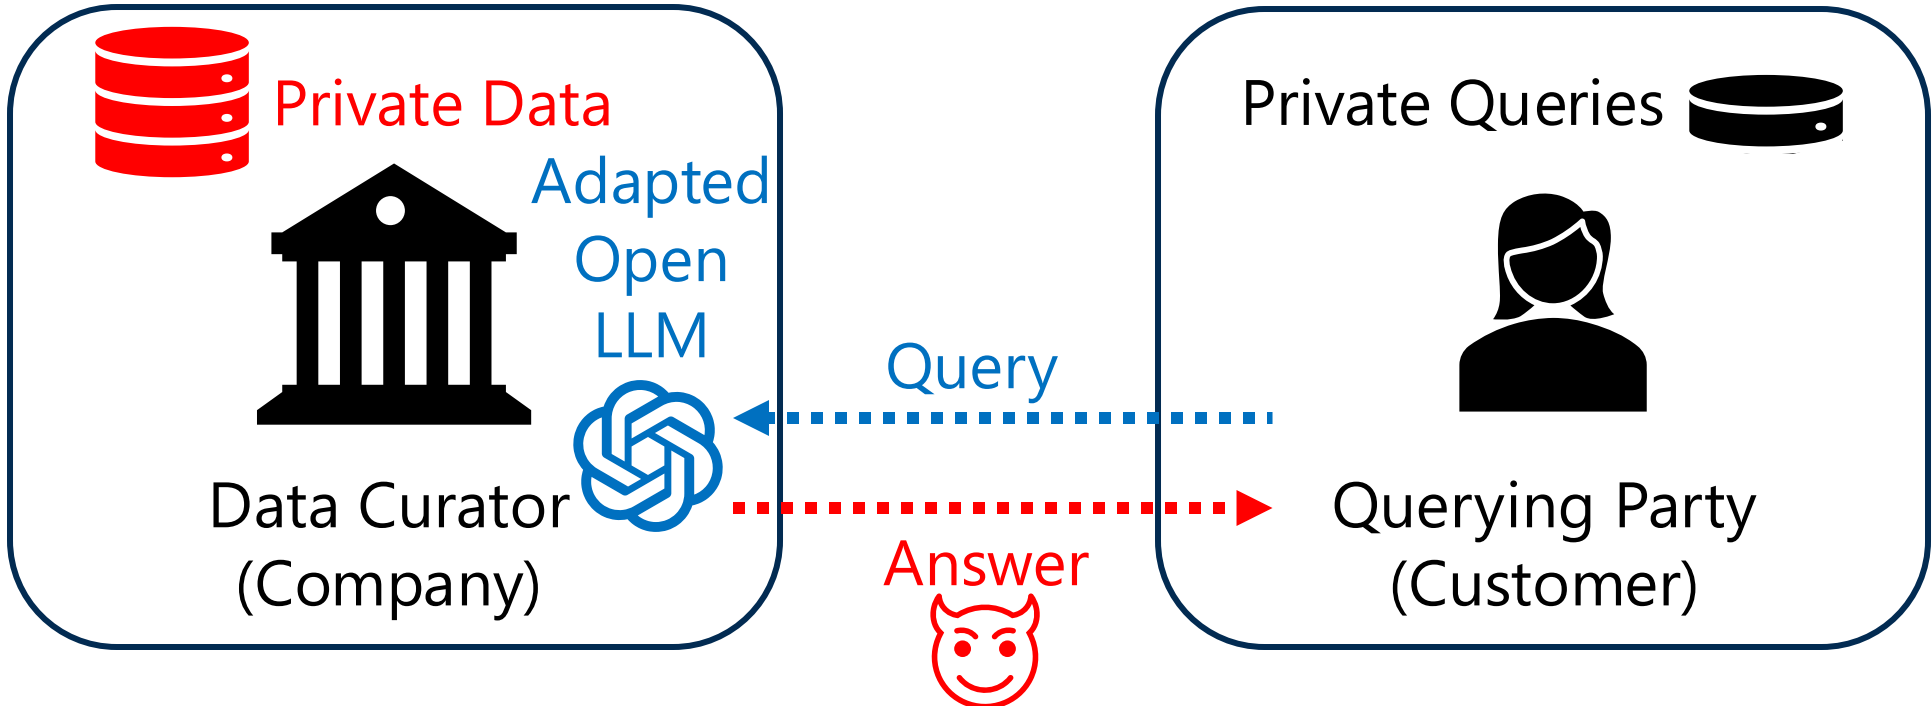 Private Data
Adapted
Open
LLM
Data Curator
(Company)
Query
Answer
Private Queries
Querying Party
(Customer)